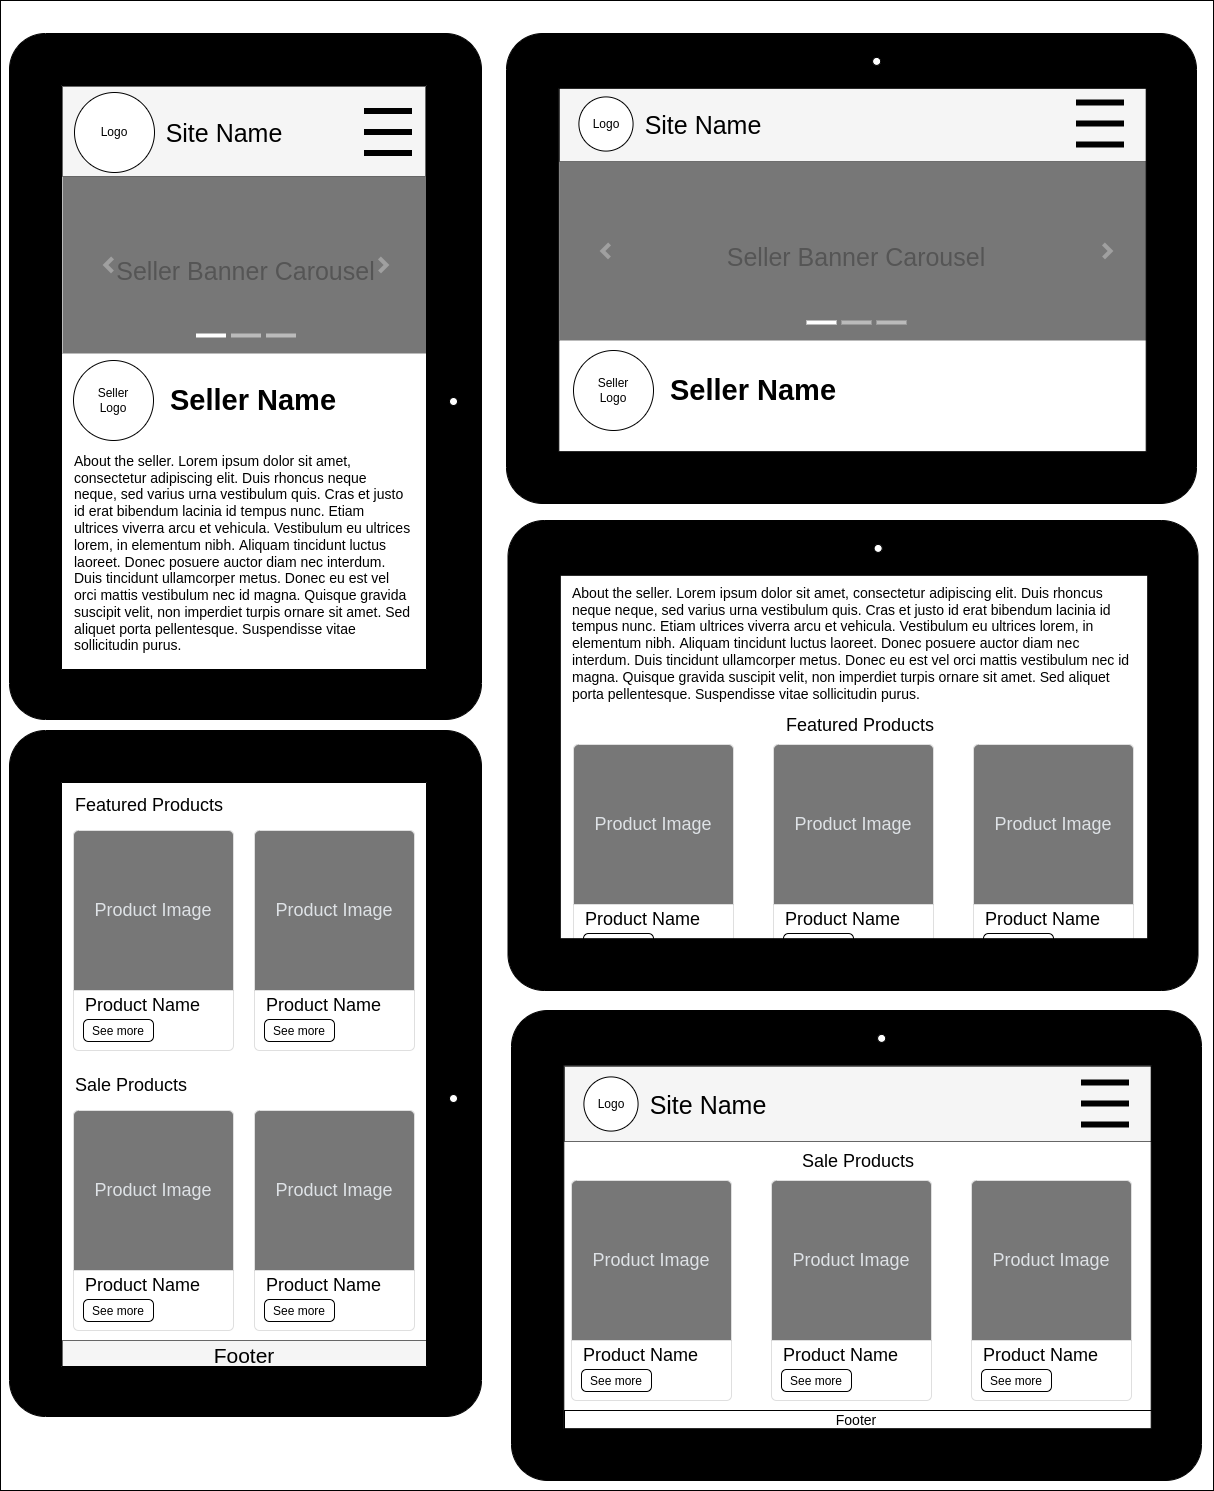 Logo
Site Name
Seller Banner Carousel
Seller
Logo
Seller Name
About the seller. Lorem ipsum dolor sit amet,
consectetur adipiscing elit. Duis rhoncus neque
neque, sed varius urna vestibulum quis. Cras et justo
id erat bibendum lacinia id tempus nunc. Etiam
ultrices viverra arcu et vehicula. Vestibulum eu ultrices
lorem, in elementum nibh. Aliquam tincidunt luctus
laoreet. Donec posuere auctor diam nec interdum.
Duis tincidunt ullamcorper metus. Donec eu est vel
orci mattis vestibulum nec id magna. Quisque gravida
suscipit velit, non imperdiet turpis ornare sit amet. Sed
aliquet porta pellentesque. Suspendisse vitae
sollicitudin purus.
Featured Products
Product Image Product Image
Product Name Product Name
See more See more
Sale Products
Product Image Product Image
Product Name Product Name
See more See more
Footer
Logo
Site Name
Seller Banner Carousel
Seller
Logo
Seller Name
About the seller. Lorem ipsum dolor sit amet, consectetur adipiscing elit. Duis rhoncus
neque neque, sed varius urna vestibulum quis. Cras et justo id erat bibendum lacinia id
tempus nunc. Etiam ultrices viverra arcu et vehicula. Vestibulum eu ultrices lorem, in
elementum nibh. Aliquam tincidunt luctus laoreet. Donec posuere auctor diam nec
interdum. Duis tincidunt ullamcorper metus. Donec eu est vel orci mattis vestibulum nec id
magna. Quisque gravida suscipit velit, non imperdiet turpis ornare sit amet. Sed aliquet
porta pellentesque. Suspendisse vitae sollicitudin purus.
Featured Products
Product Image Product Image Product Image
Product Name Product Name Product Name
Logo
Site Name
Sale Products
Product Image Product Image Product Image
Product Name Product Name Product Name
See more See more See more
Footer